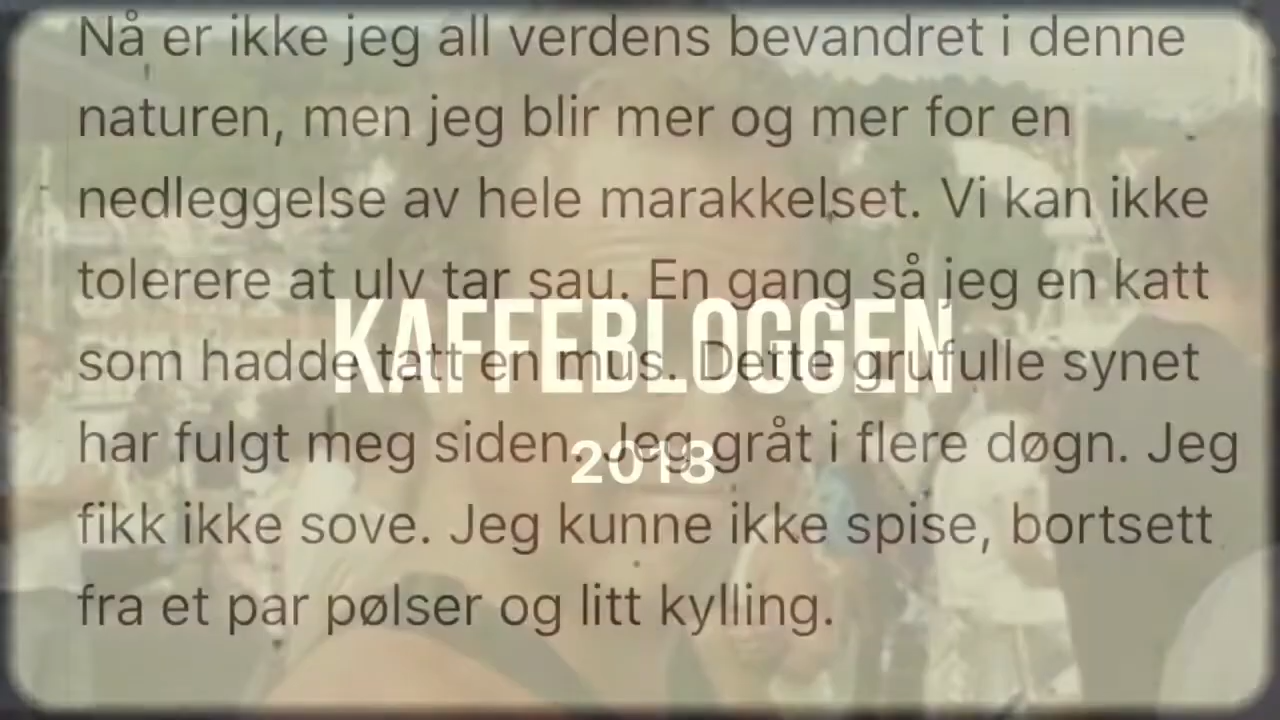 Nå er ikke jeg all verdens bevandret i denne
naturen, men jeg blir mer og mer for en
nedleggelse av hele marakkelset. Vi kan ikke
tolerere at ulv tar sau. En gang så jeg en katt
KAFFEBLOGGEN
som hadde tatt en mus. Dette grufulle synet
har fulgt meg siden. Jeg gråt i flere døgn. Jeg
2018
fikk ikke sove. Jeg kunne ikke spise, bortsett
fra et par pølser og litt kylling.